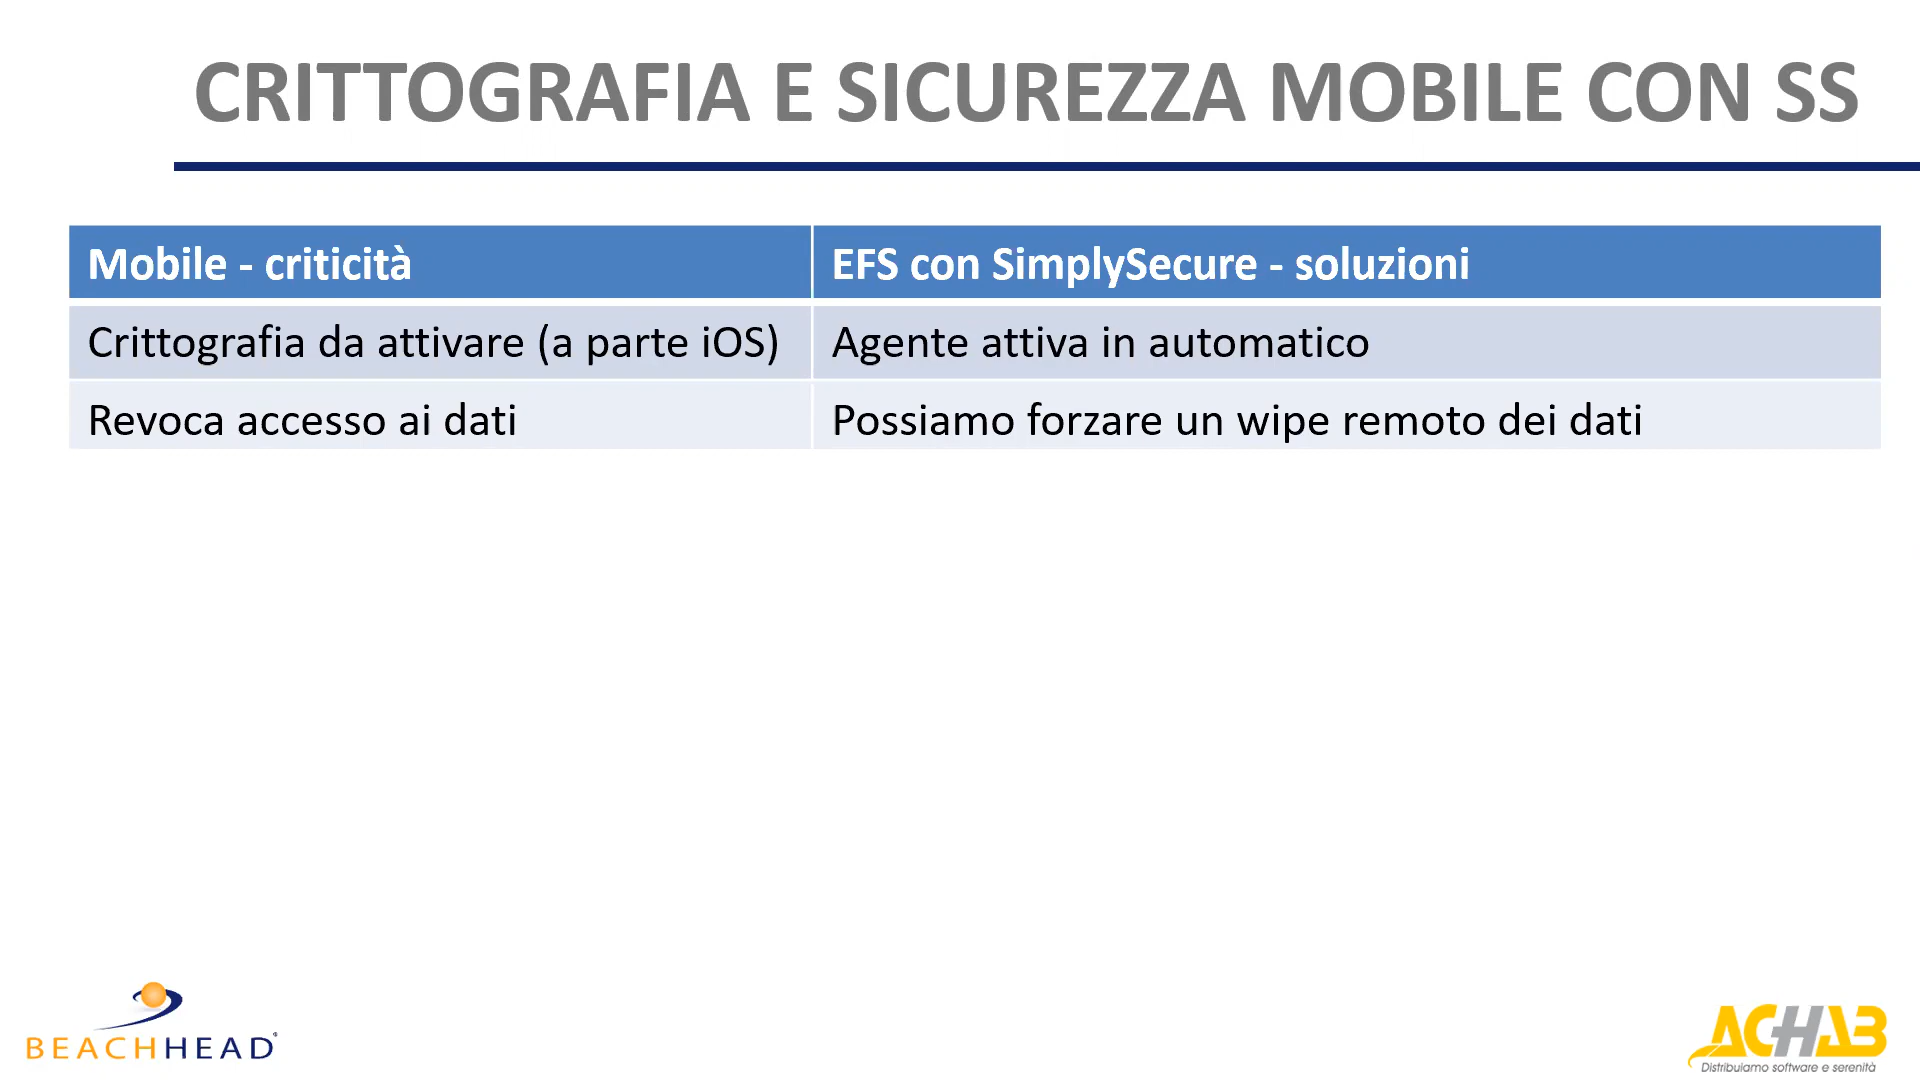 CRITTOGRAFIA E SICUREZZA MOBILE CON SS
Mobile - criticità
EFS con SimplySecure - soluzioni
Crittografia da attivare (a parte iOS)
Agente attiva in automatico
Revoca accesso ai dati
Possiamo forzare un wipe remoto dei dati
BEACHHEAD®
ACHAB
Distribuiamo software e serenità